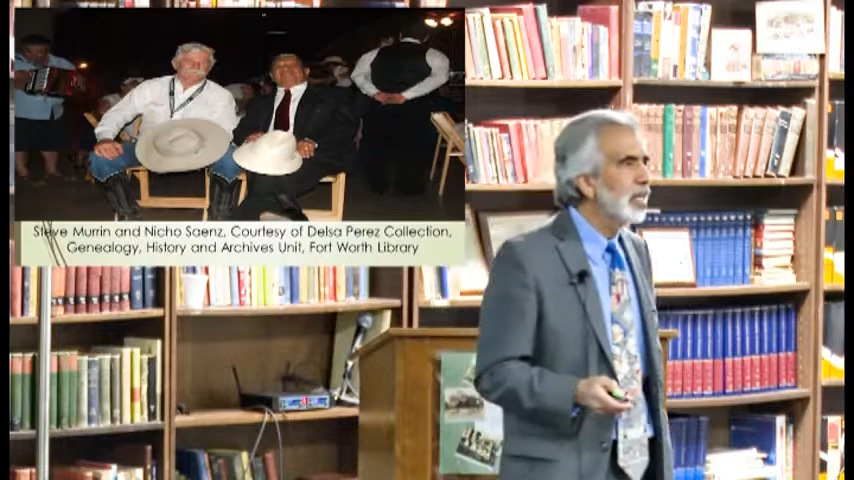 Steve Murrin and Nicho Saenz, Courtesy of Delsa Perez Collection,
Genealogy, History and Archives Unit, Fort Worth Library